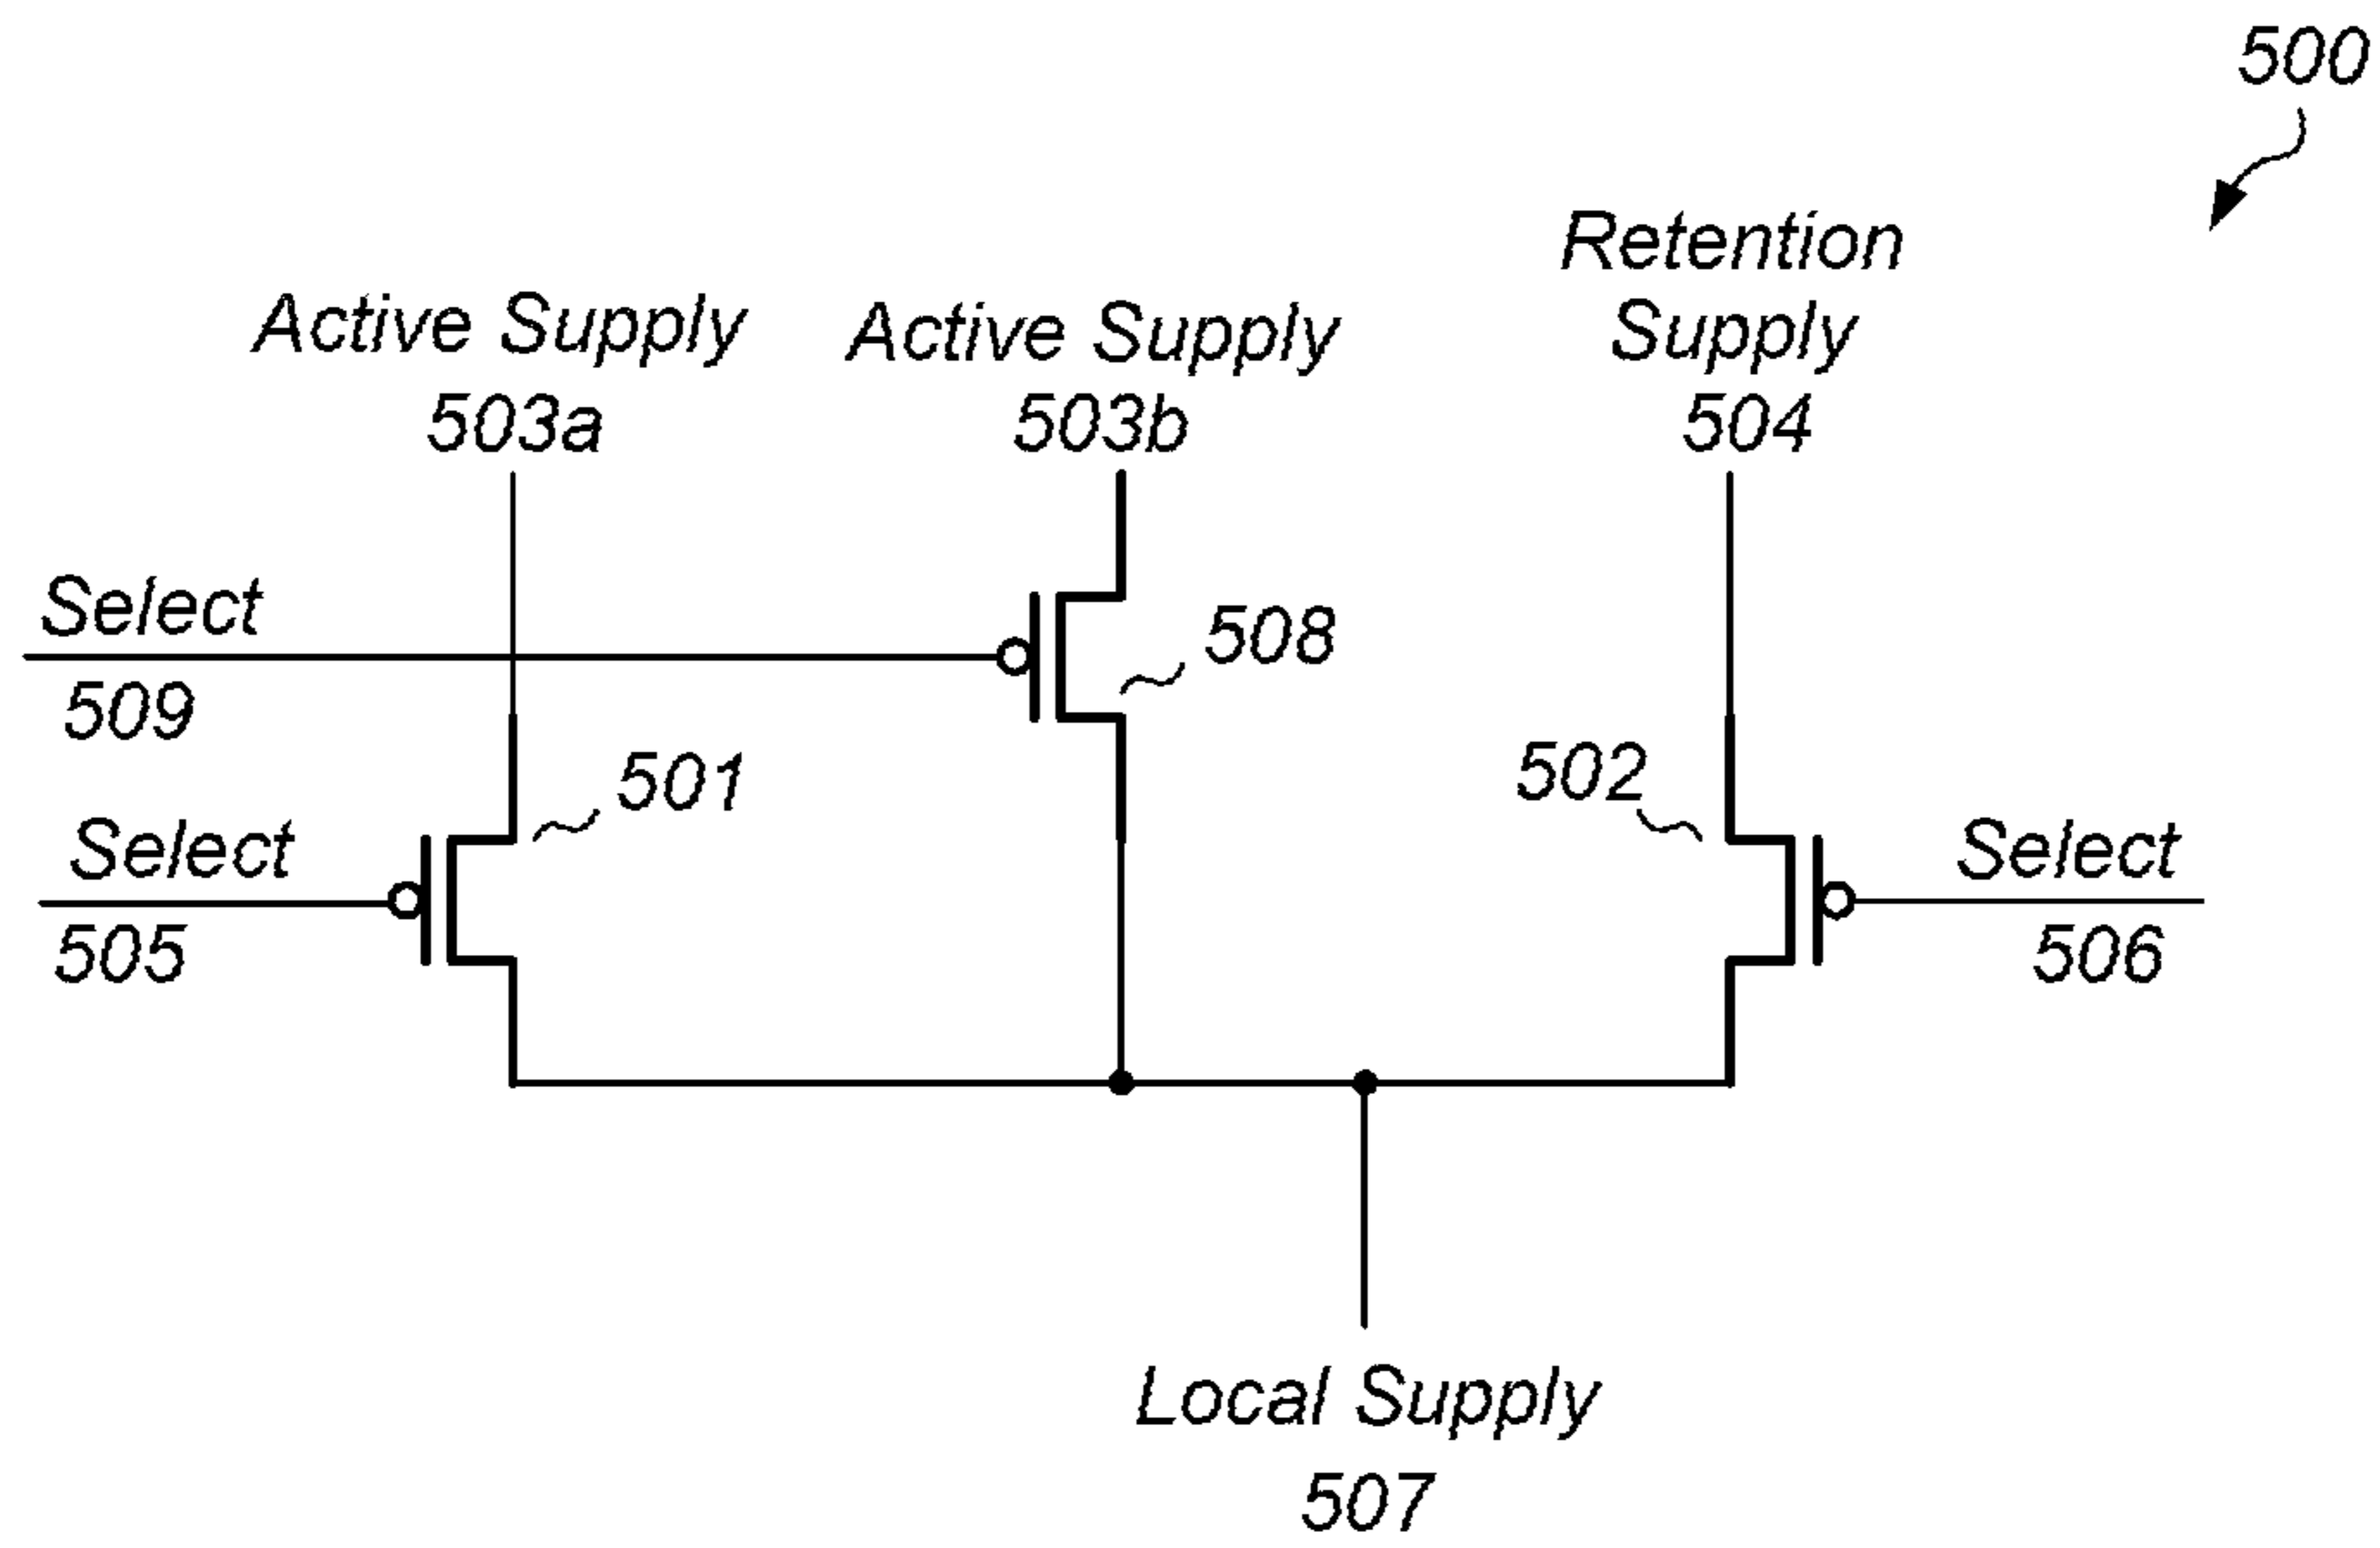 500
Active Supply
503a
Active Supply
503b
Retention
Supply
504
Select
509
508
501
502
Select
505
Select
506
Local Supply
507